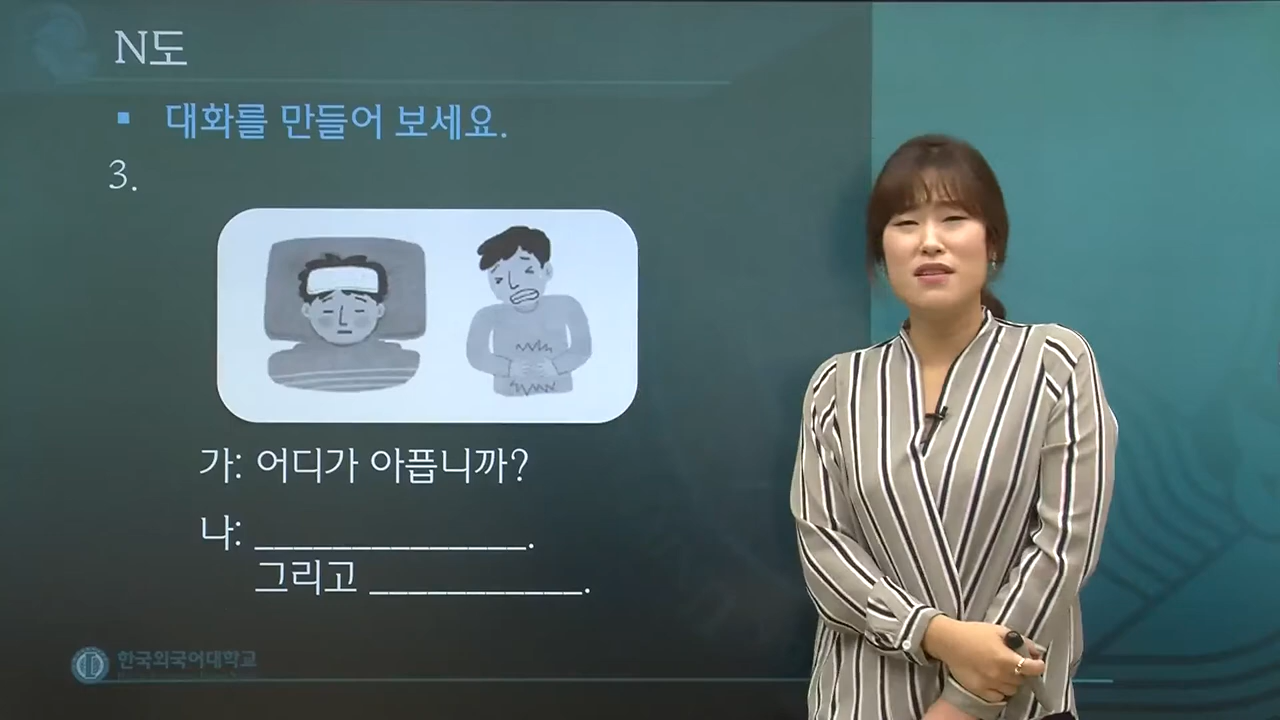 N도
▪ 대화를 만들어 보세요.
3.
가: 어디가 아픕니까?
나: ______________.
그리고 ___________.
한국외국어대학교